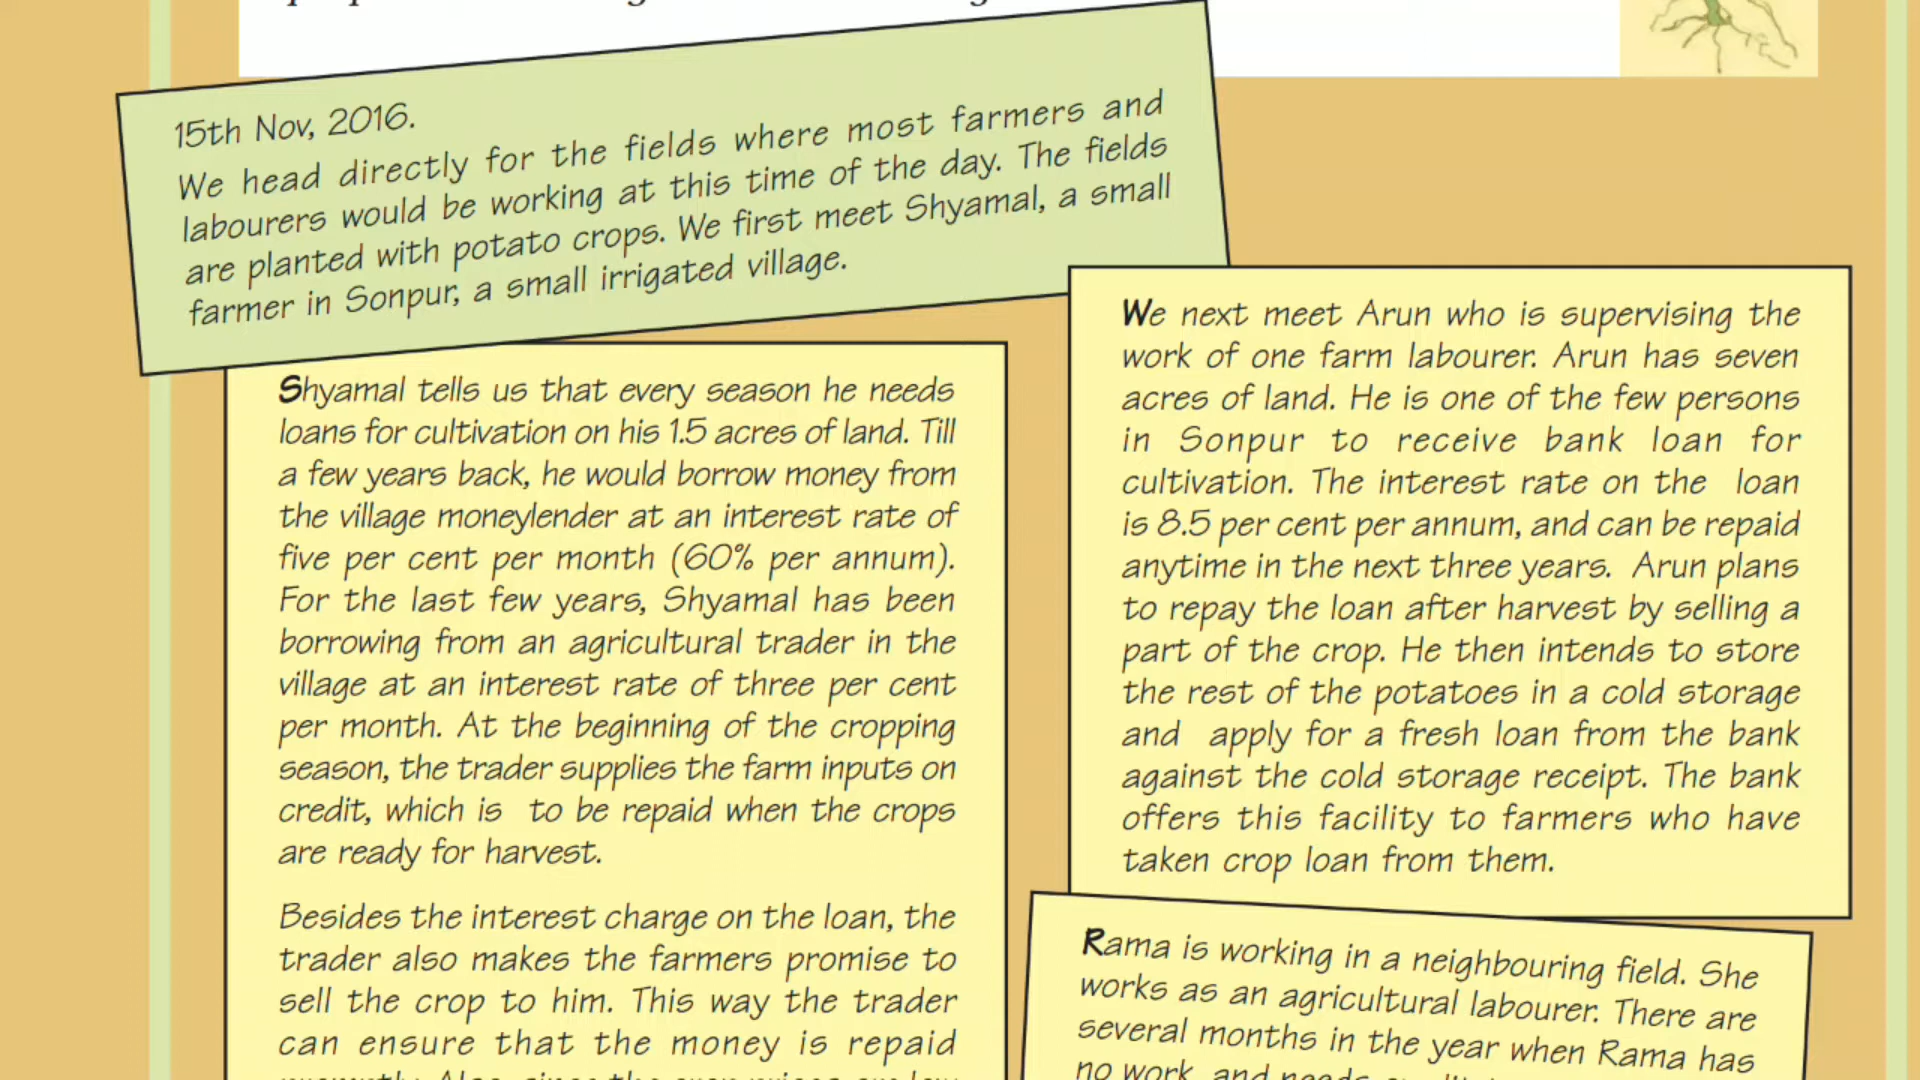 15th Nov, 2016.
We head directly for the fields where most farmers and
labourers would be working at this time of the day. The fields
are planted with potato crops. We first meet Shyamal, a small
farmer in Sonpur, a small irrigated village.
Shyamal tells us that every season he needs
loans for cultivation on his 1.5 acres of land. Till
a few years back, he would borrow money from
the village moneylender at an interest rate of
five per cent per month (60% per annum).
For the last few years, Shyamal has been
borrowing from an agricultural trader in the
village at an interest rate of three per cent
per month. At the beginning of the cropping
season, the trader supplies the farm inputs on
credit, which is to be repaid when the crops
are ready for harvest.
Besides the interest charge on the loan, the
trader also makes the farmers promise to
sell the crop to him. This way the trader
can ensure that the money is repaid
We next meet Arun who is supervising the
work of one farm labourer. Arun has seven
acres of land. He is one of the few persons
in Sonpur to receive bank loan for
cultivation. The interest rate on the loan
is 8.5 per cent per annum, and can be repaid
anytime in the next three years. Arun plans
to repay the loan after harvest by selling a
part of the crop. He then intends to store
the rest of the potatoes in a cold storage
and apply for a fresh loan from the bank
against the cold storage receipt. The bank
offers this facility to farmers who have
taken crop loan from them.
Rama is working in a neighbouring field. She
works as an agricultural labourer. There are
several months in the year when Rama has
no work, and needs